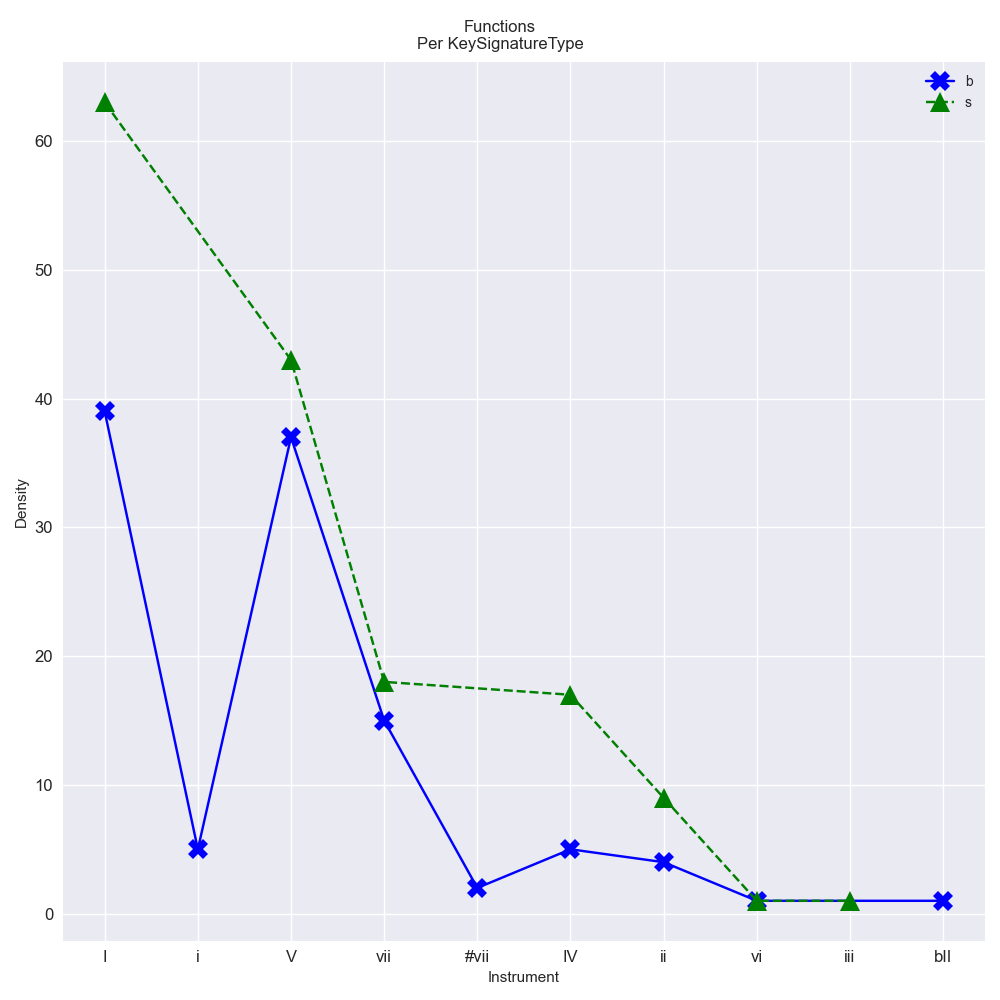 Functions
Per KeySignatureType
b
s
60
50
40
30
20
10
0
Density
I
i
V
vii
#vii
IV
ii
vi
iii
bII
Instrument